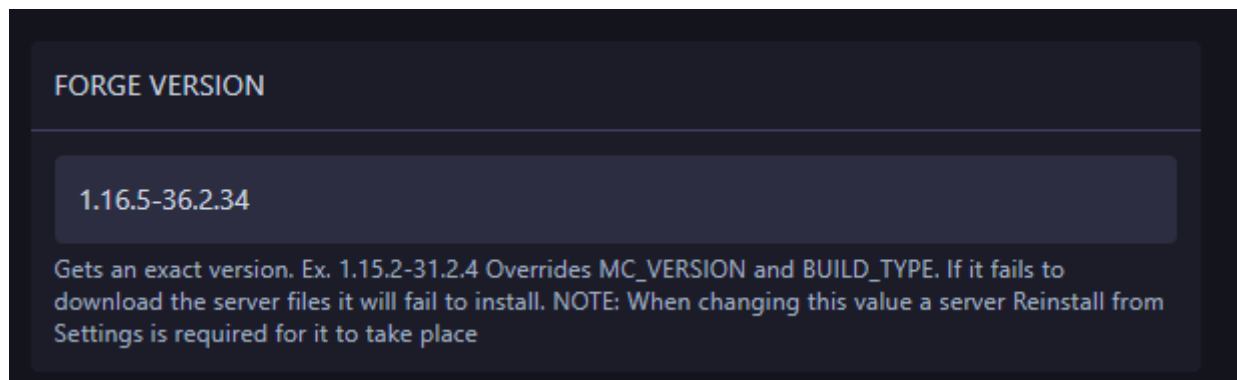 FORGE VERSION
1.16.5-36.2.34
Gets an exact version. Ex. 1.15.2-31.2.4 Overrides MC_VERSION and BUILD_TYPE. If it fails to
download the server files it will fail to install. NOTE: When changing this value a server Reinstall from
Settings is required for it to take place